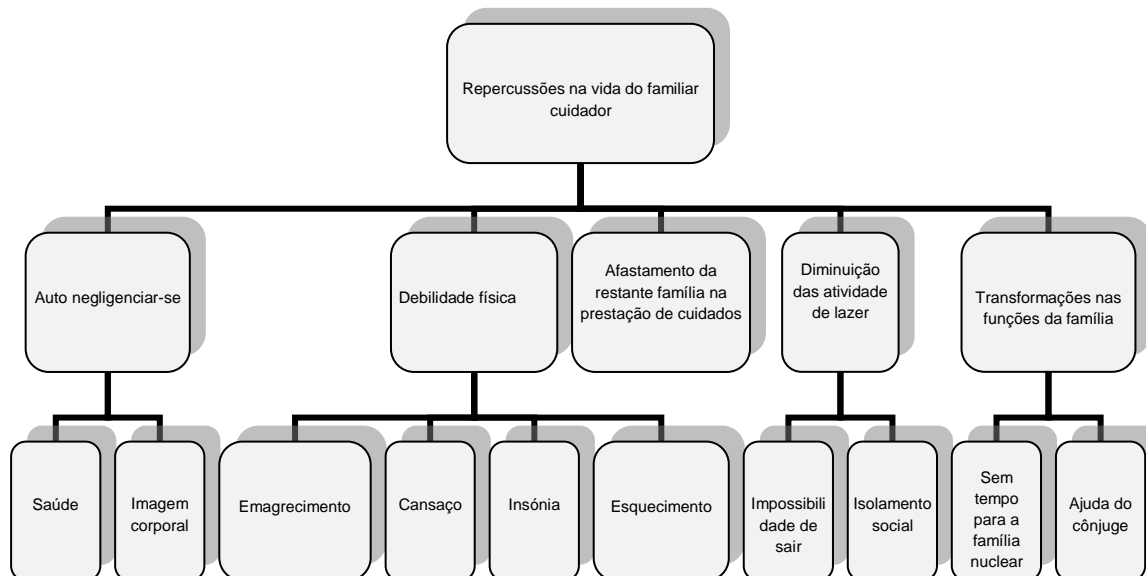 Repercussões na vida do familiar
cuidador
Auto negligenciar-se
Debilidade física
Afastamento da
restante família na
prestação de cuidados
Diminuição
das atividade
de lazer
Transformações nas
funções da família
Saúde
Imagem
corporal
Emagrecimento
Cansaço
Insónia
Esquecimento
Impossibili
dade de
sair
Isolamento
social
Sem
tempo
para a
família
nuclear
Ajuda do
cônjuge